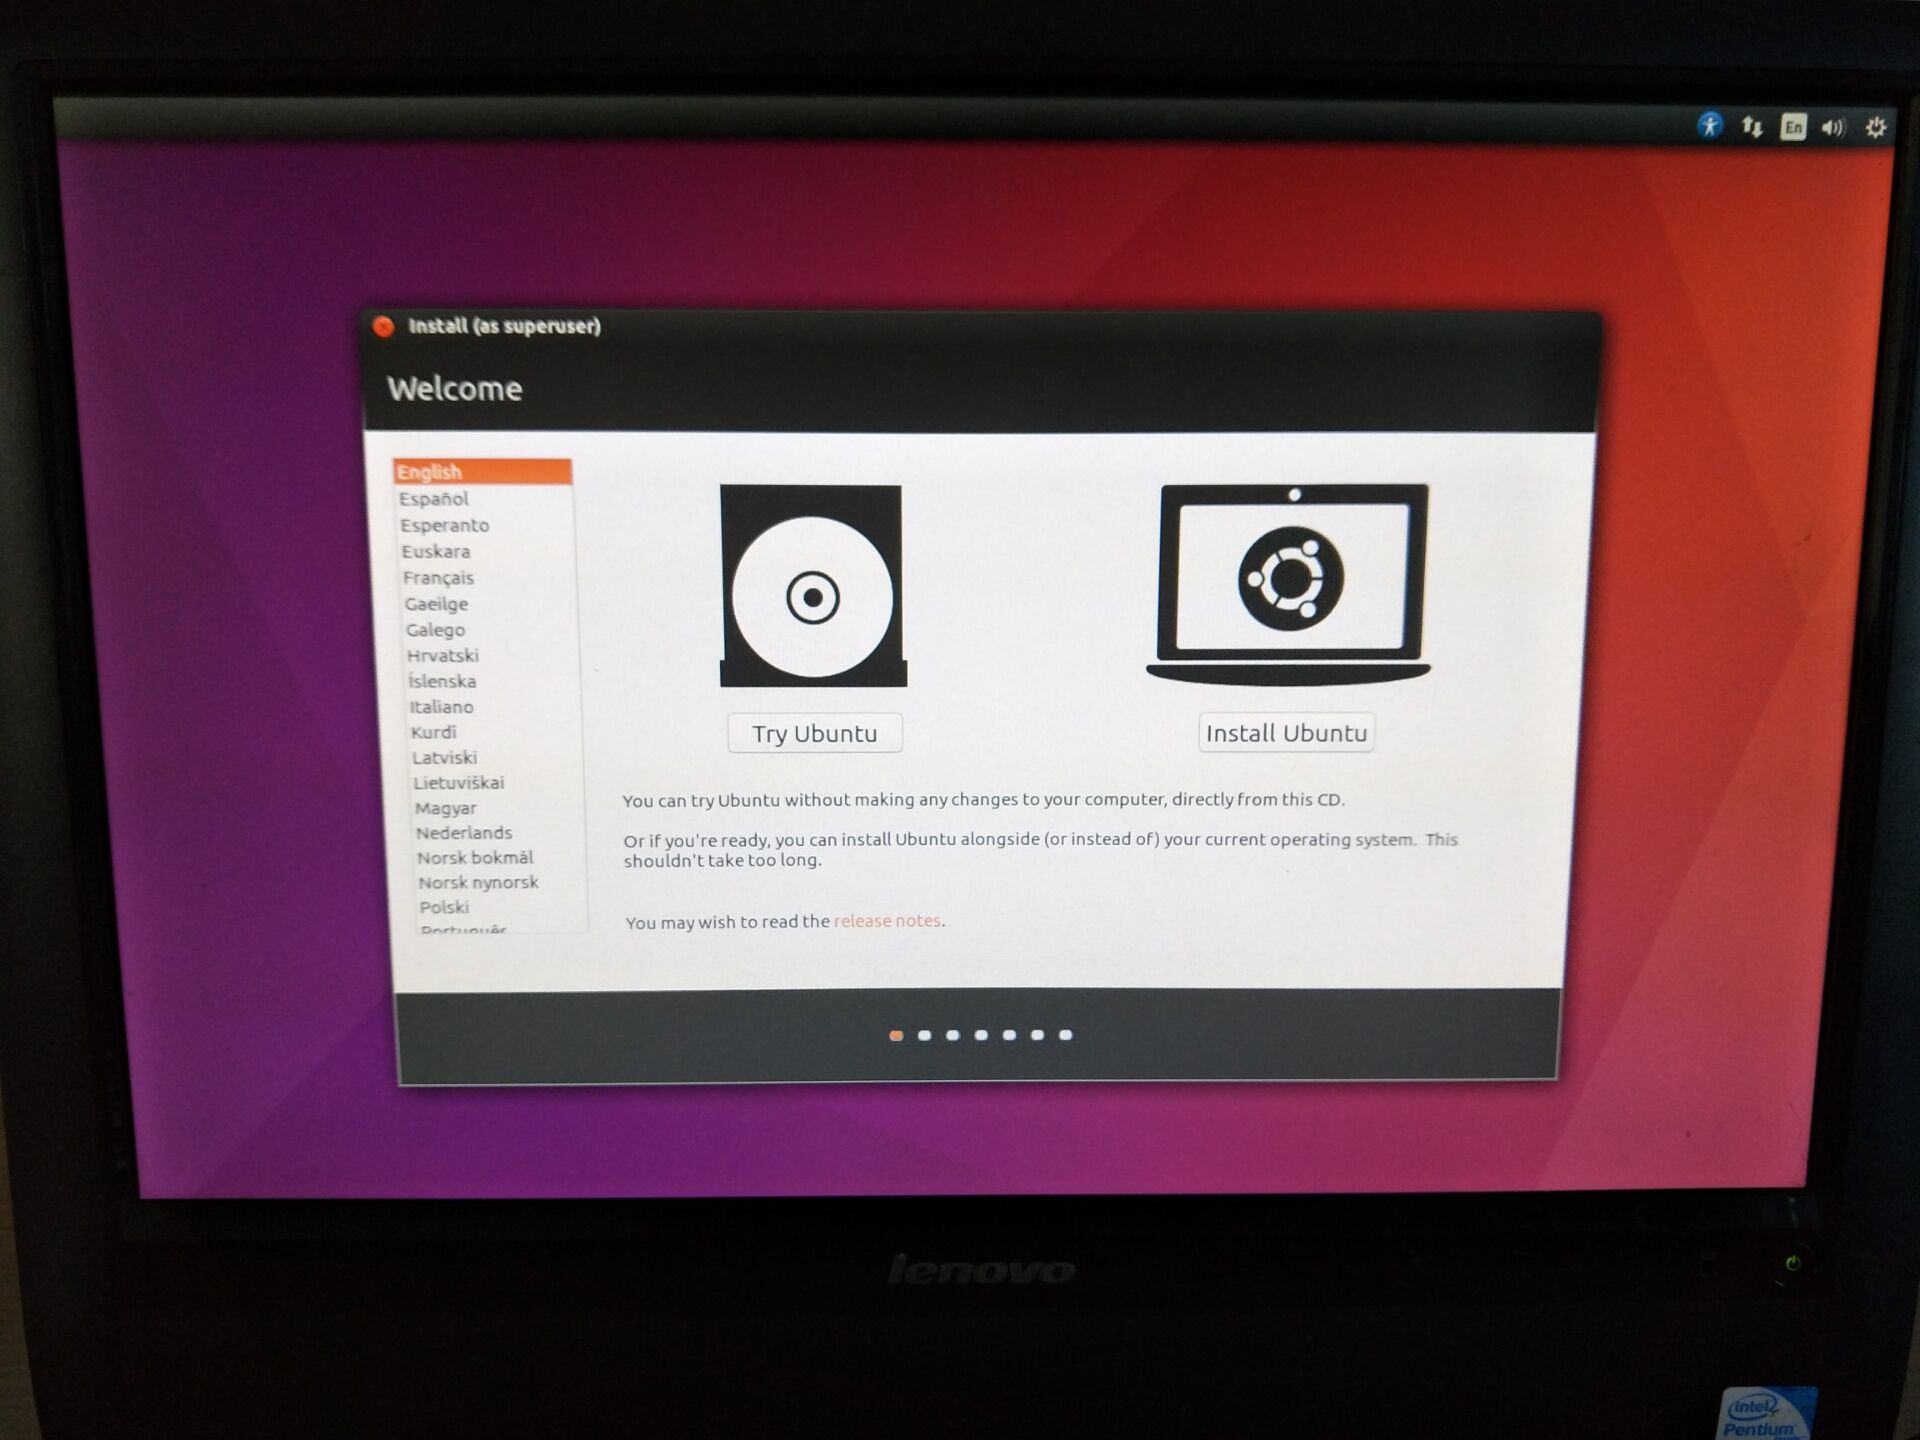 En
Install (as superuser)
Welcome
English
Español
Esperanto
Euskara
Français
Gaeilge
Galego
Hrvatski
Íslenska
Italiano
Kurdî
Latviski
Lietuviškai
Magyar
Nederlands
Norsk bokmål
Norsk nynorsk
Polski
Português
Try Ubuntu
Install Ubuntu
You can try Ubuntu without making any changes to your computer, directly from this CD.
Or if you're ready, you can install Ubuntu alongside (or instead of) your current operating system. This
shouldn't take too long.
You may wish to read the release notes.
lenovo
intel
Pentium